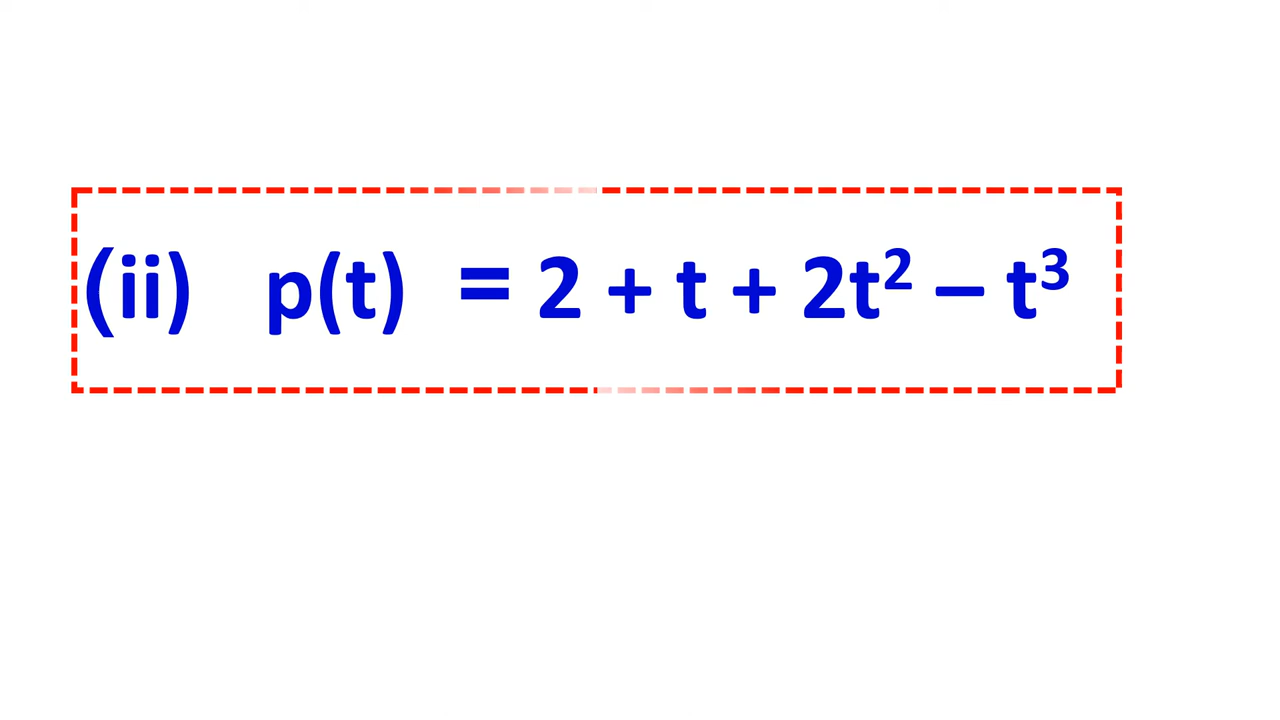 (ii) p(t) = 2 + t + 2t² – t³